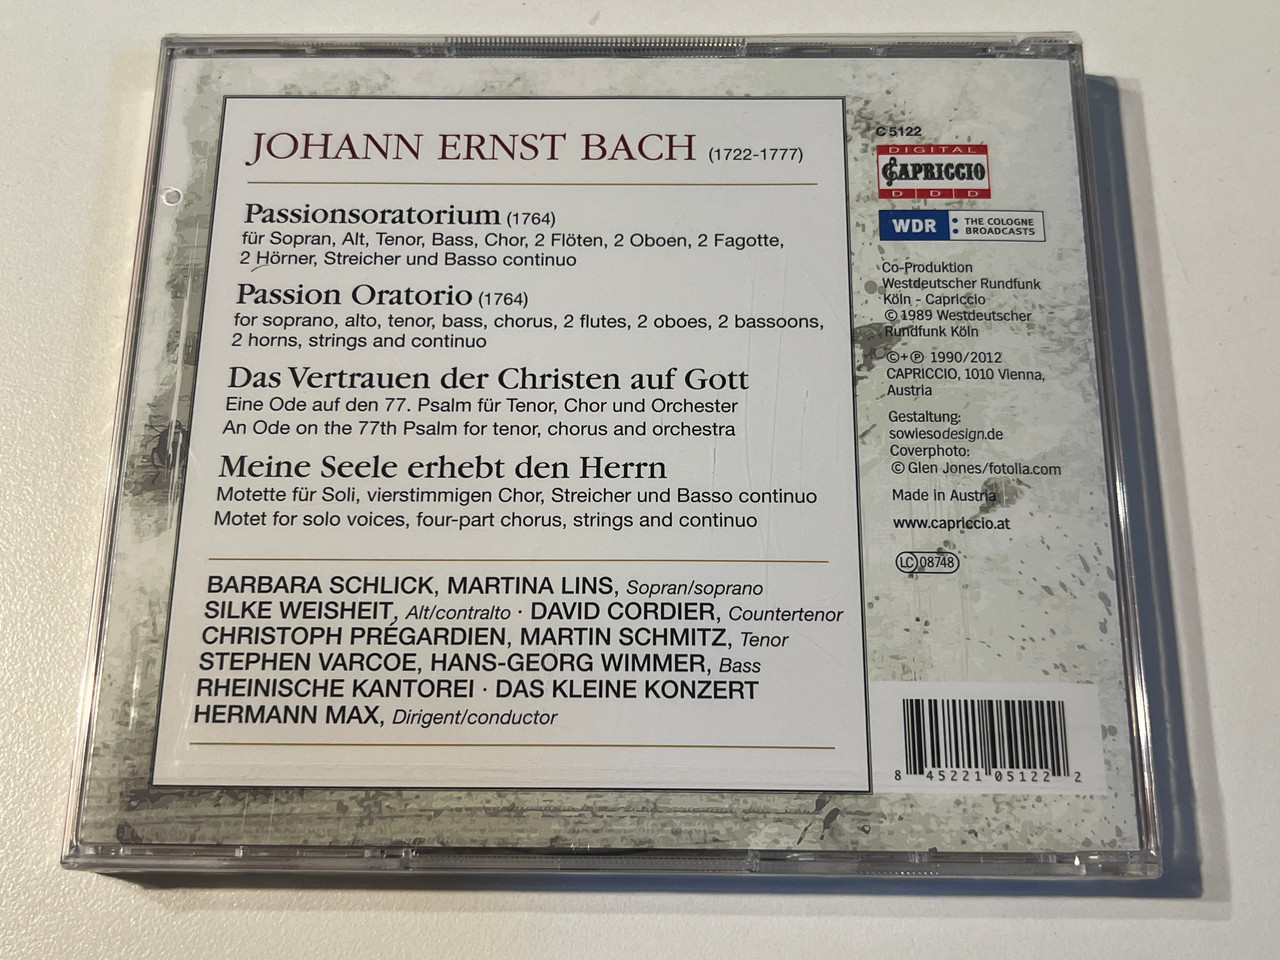 JOHANN ERNST BACH (1722-1777)
Passionsoratorium (1764)
für Sopran, Alt, Tenor, Bass, Chor, 2 Flöten, 2 Oboen, 2 Fagotte,
2 Hörner, Streicher und Basso continuo
Passion Oratorio (1764)
for soprano, alto, tenor, bass, chorus, 2 flutes, 2 oboes, 2 bassoons,
2 horns, strings and continuo
Das Vertrauen der Christen auf Gott
Eine Ode auf den 77. Psalm für Tenor, Chor und Orchester
An Ode on the 77th Psalm for tenor, chorus and orchestra
Meine Seele erhebt den Herrn
Motette für Soli, vierstimmigen Chor, Streicher und Basso continuo
Motet for solo voices, four-part chorus, strings and continuo
BARBARA SCHLICK, MARTINA LINS, Sopran/soprano
SILKE WEISHEIT, Alt/contralto · DAVID CORDIER, Countertenor
CHRISTOPH PRÉGARDIEN, MARTIN SCHMITZ, Tenor
STEPHEN VARCOE, HANS-GEORG WIMMER, Bass
RHEINISCHE KANTOREI · DAS KLEINE KONZERT
HERMANN MAX, Dirigent/conductor
C 5122
DIGITAL
CAPRICCIO
D D D
WDR THE COLOGNE
BROADCASTS
Co-Produktion
Westdeutscher Rundfunk
Köln - Capriccio
© 1989 Westdeutscher
Rundfunk Köln
©+℗ 1990/2012
CAPRICCIO, 1010 Vienna,
Austria
Gestaltung:
sowiesodesign.de
Coverphoto:
© Glen Jones/fotolia.com
Made in Austria
www.capriccio.at
LC 08748
8 45221 05122 2